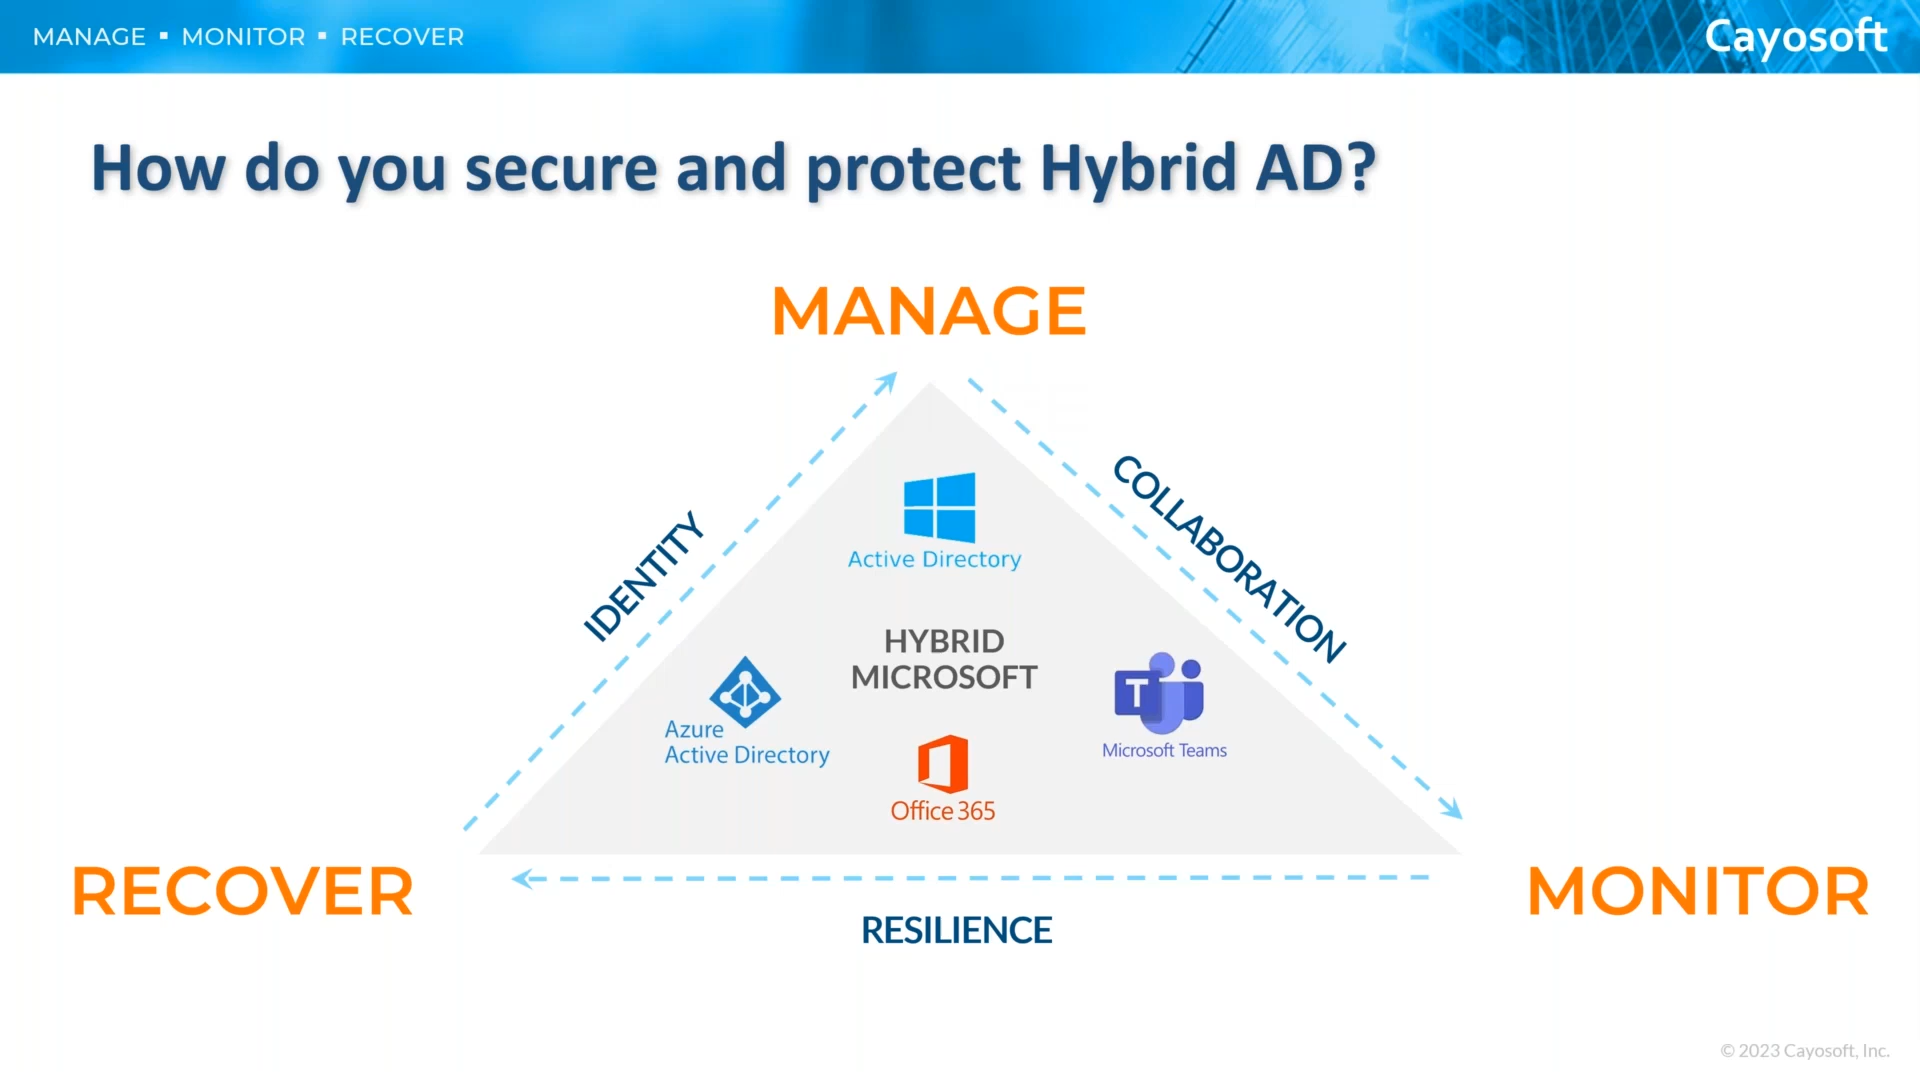 MANAGE ▪ MONITOR ▪ RECOVER
Cayosoft
How do you secure and protect Hybrid AD?
MANAGE
IDENTITY
COLLABORATION
Active Directory
HYBRID
MICROSOFT
Azure
Active Directory
T
Microsoft Teams
Office 365
RECOVER
MONITOR
RESILIENCE
© 2023 Cayosoft, Inc.